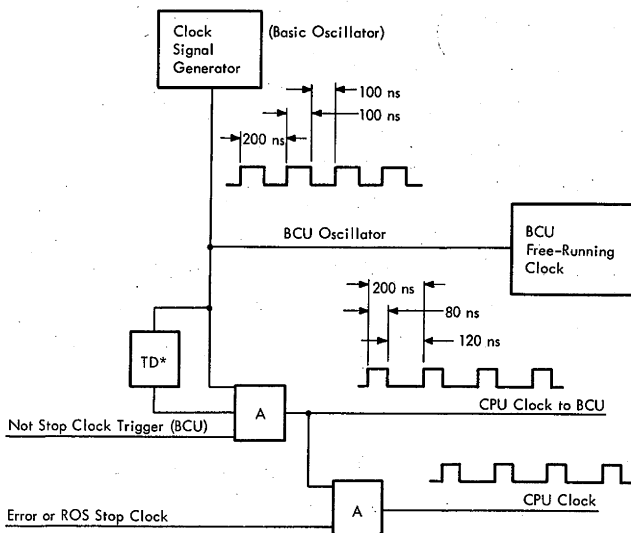 Clock
Signal
Generator
(Basic Oscillator)
100 ns
100 ns
200 ns
BCU Oscillator
BCU
Free-Running
Clock
200 ns
80 ns
120 ns
TD*
A
Not Stop Clock Trigger (BCU)
CPU Clock to BCU
A
CPU Clock
Error or ROS Stop Clock